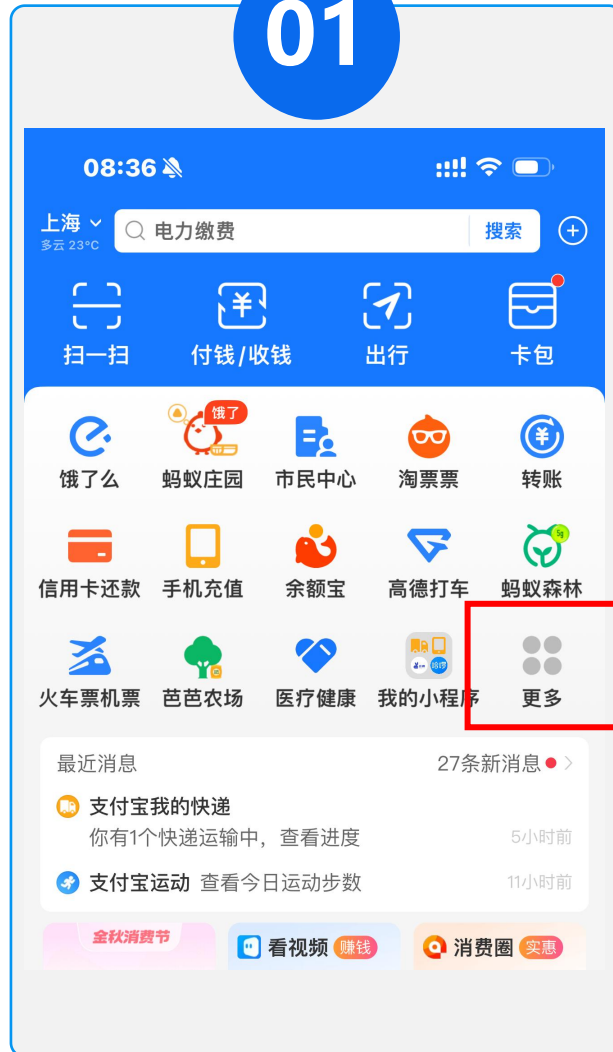 01
08:36
上海
多云 23°C
电力缴费
搜索
扫一扫
付钱/收钱
出行
卡包
饿了
饿了么
蚂蚁庄园
市民中心
淘票票
转账
5g
信用卡还款
手机充值
余额宝
高德打车
蚂蚁森林
火车票机票
芭芭农场
医疗健康
我的小程序
更多
最近消息
27条新消息
支付宝我的快递
你有1个快递运输中，查看进度
5小时前
支付宝运动 查看今日运动步数
11小时前
金秋消费节
看视频 赚钱
消费圈 实惠